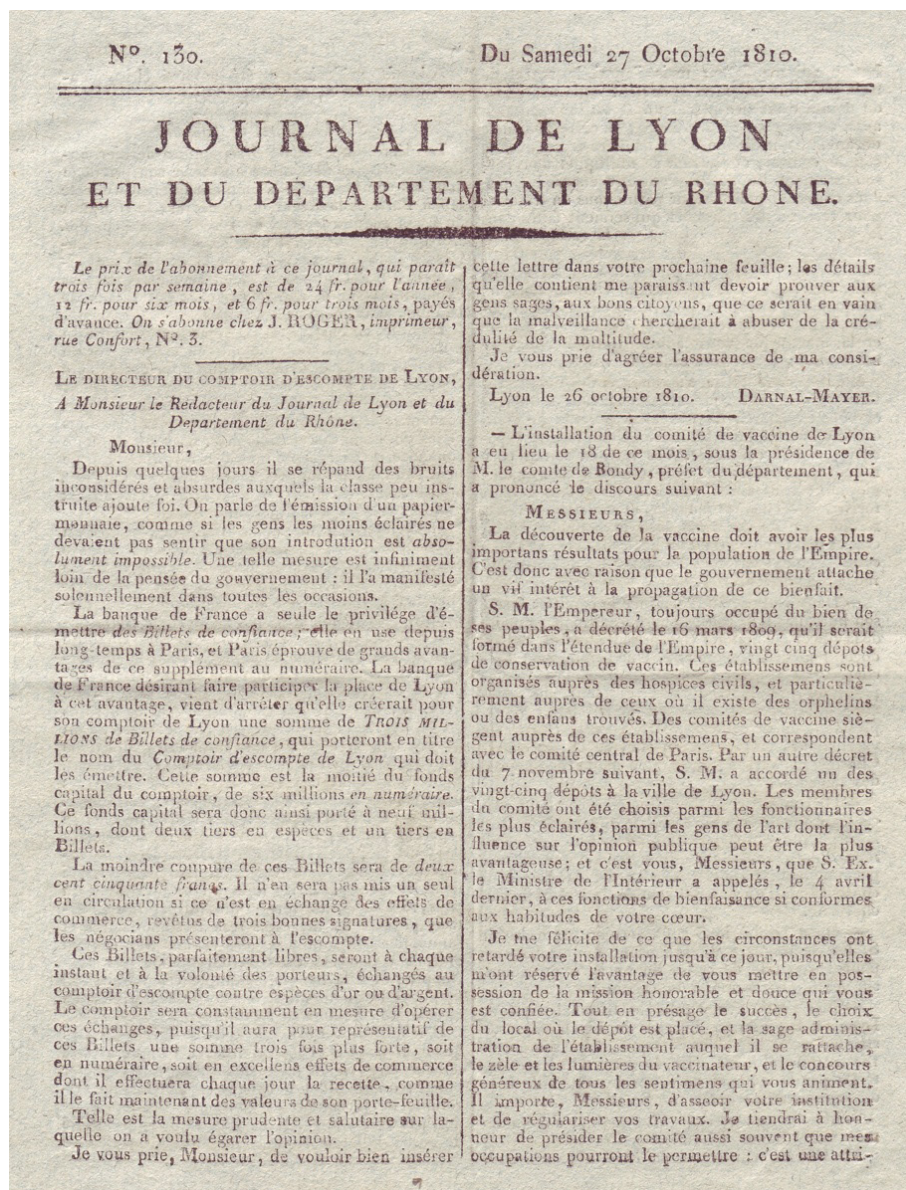 Nº. 130.
Du Samedi 27 Octobre 1810.
JOURNAL DE LYON
ET DU DÉPARTEMENT DU RHONE.
Le prix de l'abonnement à ce journal, qui paraît
trois fois par semaine, est de 24 fr. pour l'année,
12 fr. pour six mois, et 6 fr. pour trois mois, payés
d'avance. On s'abonne chez J. ROGER, imprimeur,
rue Confort, Nº. 3.
LE DIRECTEUR DU COMPTOIR D'ESCOMPTE DE LYON,
A Monsieur le Redacteur du Journal de Lyon et du
Departement du Rhône.
Monsieur,
Depuis quelques jours il se répand des bruits
inconsidérés et absurdes auxquels la classe peu ins-
truite ajoute foi. On parle de l'émission d'un papier-
monnaie, comme si les gens les moins éclairés ne
devaient pas sentir que son introdution est abso-
lument impossible. Une telle mesure est infiniment
loin de la pensée du gouvernement : il l'a manifesté
solennellement dans toutes les occasions.
La banque de France a seule le privilége d'é-
mettre des Billets de confiance ; elle en use depuis
long-temps à Paris, et Paris éprouve de grands avan-
tages de ce supplément au numéraire. La banque
de France désirant faire participer la place de Lyon
à cet avantage, vient d'arrêter qu'elle créerait pour
son comptoir de Lyon une somme de TROIS MIL-
LIONS de Billets de confiance, qui porteront en titre
le nom du Comptoir d'escompte de Lyon qui doit
les émettre. Cette somme est la moitié du fonds
capital du comptoir, de six millions en numéraire.
Ce fonds capital sera donc ainsi porté à neuf mil-
lions, dont deux tiers en espèces et un tiers en
Billets.
La moindre coupure de ces Billets sera de deux
cent cinquante francs. Il n'en sera pas mis un seul
en circulation si ce n'est en échange des effets de
commerce, revêtus de trois bonnes signatures, que
les négocians présenteront à l'escompte.
Ces Billets, parfaitement libres, seront à chaque
instant et à la volonté des porteurs, échangés au
comptoir d'escompte contre espèces d'or ou d'argent.
Le comptoir sera constamment en mesure d'opérer
ces échanges, puisqu'il aura pour représentatif de
ces Billets une somme trois fois plus forte, soit
en numéraire, soit en excellens effets de commerce
dont il effectuera chaque jour la recette, comme
il le fait maintenant des valeurs de son porte-feuille.
Telle est la mesure prudente et salutaire sur la-
quelle on a voulu égarer l'opinion.
Je vous prie, Monsieur, de vouloir bien insérer
cette lettre dans votre prochaine feuille ; les détails
qu'elle contient me paraissent devoir prouver aux
gens sages, aux bons citoyens, que ce serait en vain
que la malveillance chercherait à abuser de la cré-
dulité de la multitude.
Je vous prie d'agréer l'assurance de ma consi-
dération.
Lyon le 26 octobre 1810. DARNAL-MAYER.
— L'installation du comité de vaccine de Lyon
a eu lieu le 18 de ce mois, sous la présidence de
M. le comte de Bondy, préfet du département, qui
a prononcé le discours suivant :
MESSIEURS,
La découverte de la vaccine doit avoir les plus
importans résultats pour la population de l'Empire.
C'est donc avec raison que le gouvernement attache
un vif intérêt à la propagation de ce bienfait.
S. M. l'Empereur, toujours occupé du bien de
ses peuples, a décrété le 16 mars 1809, qu'il serait
formé dans l'étendue de l'Empire, vingt cinq dépôts
de conservation de vaccin. Ces établissemens sont
organisés auprès des hospices civils, et particuliè-
rement auprès de ceux où il existe des orphelins
ou des enfans trouvés. Des comités de vaccine siè-
gent auprès de ces établissemens, et correspondent
avec le comité central de Paris. Par un autre décret
du 7 novembre suivant, S. M. a accordé un des
vingt-cinq dépôts à la ville de Lyon. Les membres
du comité ont été choisis parmi les fonctionnaires
les plus éclairés, parmi les gens de l'art dont l'in-
fluence sur l'opinion publique peut être la plus
avantageuse ; et c'est vous, Messieurs, que S. Ex.
le Ministre de l'Intérieur a appelés, le 4 avril
dernier, à ces fonctions de bienfaisance si conformes
aux habitudes de votre cœur.
Je me félicite de ce que les circonstances ont
retardé votre installation jusqu'à ce jour, puisqu'elles
m'ont réservé l'avantage de vous mettre en pos-
session de la mission honorable et douce qui vous
est confiée. Tout en présage le succès, le choix
du local où le dépôt est placé, et la sage adminis-
tration de l'établissement auquel il se rattache,
le zèle et les lumières du vaccinateur, et le concours
généreux de tous les sentimens qui vous animent.
Il importe, Messieurs, d'asseoir votre institution
et de régulariser vos travaux. Je tiendrai à hon-
neur de présider le comité aussi souvent que mes
occupations pourront le permettre : c'est une attri-